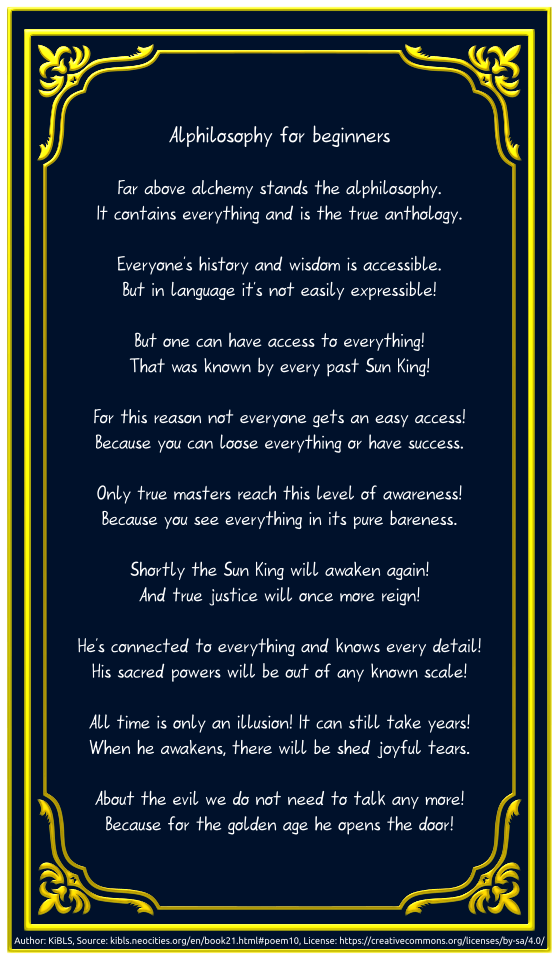 Alphilosophy for beginners
Far above alchemy stands the alphilosophy.
It contains everything and is the true anthology.
Everyone's history and wisdom is accessible.
But in language it's not easily expressible!
But one can have access to everything!
That was known by every past Sun King!
For this reason not everyone gets an easy access!
Because you can loose everything or have success.
Only true masters reach this level of awareness!
Because you see everything in its pure bareness.
Shortly the Sun King will awaken again!
And true justice will once more reign!
He's connected to everything and knows every detail!
His sacred powers will be out of any known scale!
All time is only an illusion! It can still take years!
When he awakens, there will be shed joyful tears.
About the evil we do not need to talk any more!
Because for the golden age he opens the door!
Author: KiBLS, Source: kibls.neocities.org/en/book21.html#poem10, License: https://creativecommons.org/licenses/by-sa/4.0/